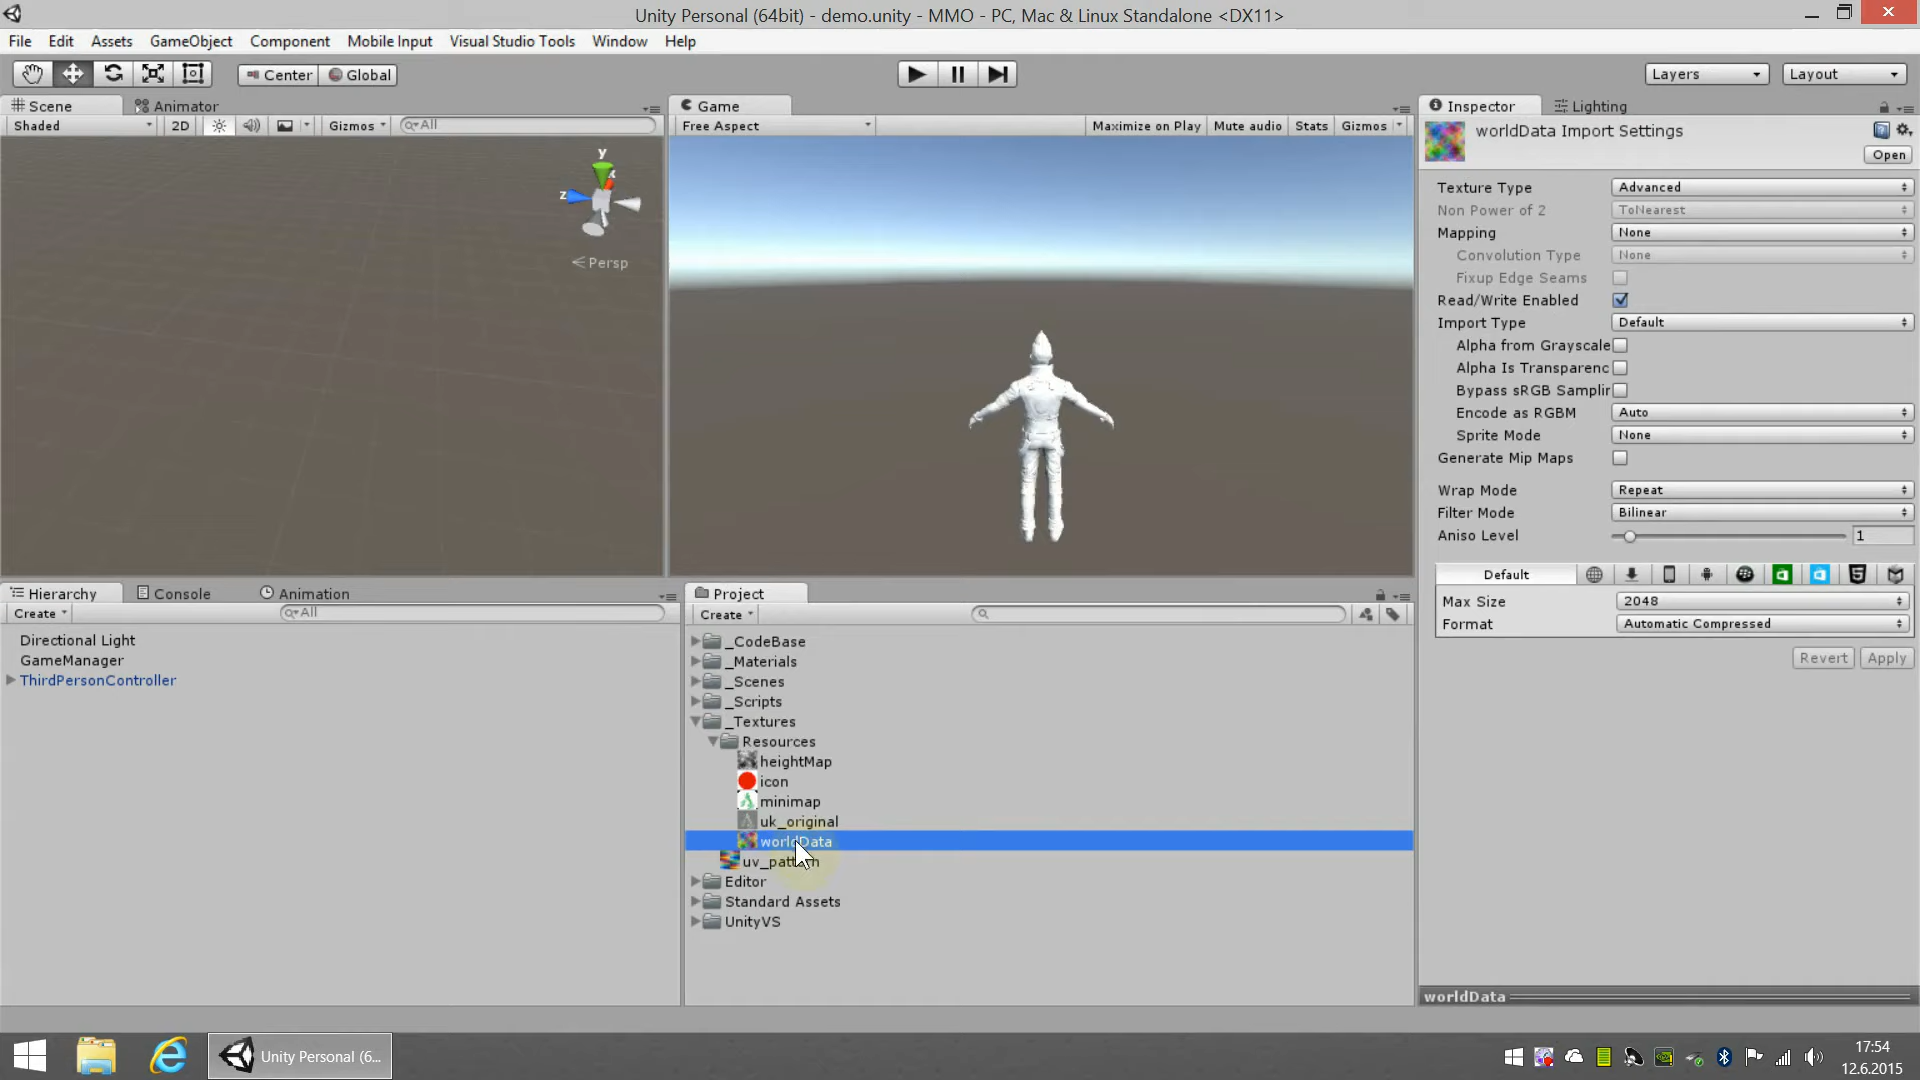 Unity Personal (64bit) - demo.unity - MMO - PC, Mac & Linux Standalone <DX11>
File Edit Assets GameObject Component Mobile Input Visual Studio Tools Window Help
Center Global
Layers Layout
Scene Animator
Shaded 2D Gizmos All
y
x
z
Persp
Game
Free Aspect Maximize on Play Mute audio Stats Gizmos
Inspector Lighting
worldData Import Settings
Open
Texture Type Advanced
Non Power of 2 ToNearest
Mapping None
Convolution Type None
Fixup Edge Seams
Read/Write Enabled
Import Type Default
Alpha from Grayscale
Alpha Is Transparenc
Bypass sRGB Samplir
Encode as RGBM Auto
Sprite Mode None
Generate Mip Maps
Wrap Mode Repeat
Filter Mode Bilinear
Aniso Level 1
Default
Max Size 2048
Format Automatic Compressed
Revert Apply
Hierarchy Console Animation
Create All
Directional Light
GameManager
ThirdPersonController
Project
Create
_CodeBase
_Materials
_Scenes
_Scripts
_Textures
Resources
heightMap
icon
minimap
uk_original
worldData
uv_pattern
Editor
Standard Assets
UnityVS
worldData
Unity Personal (6...
17:54
12.6.2015